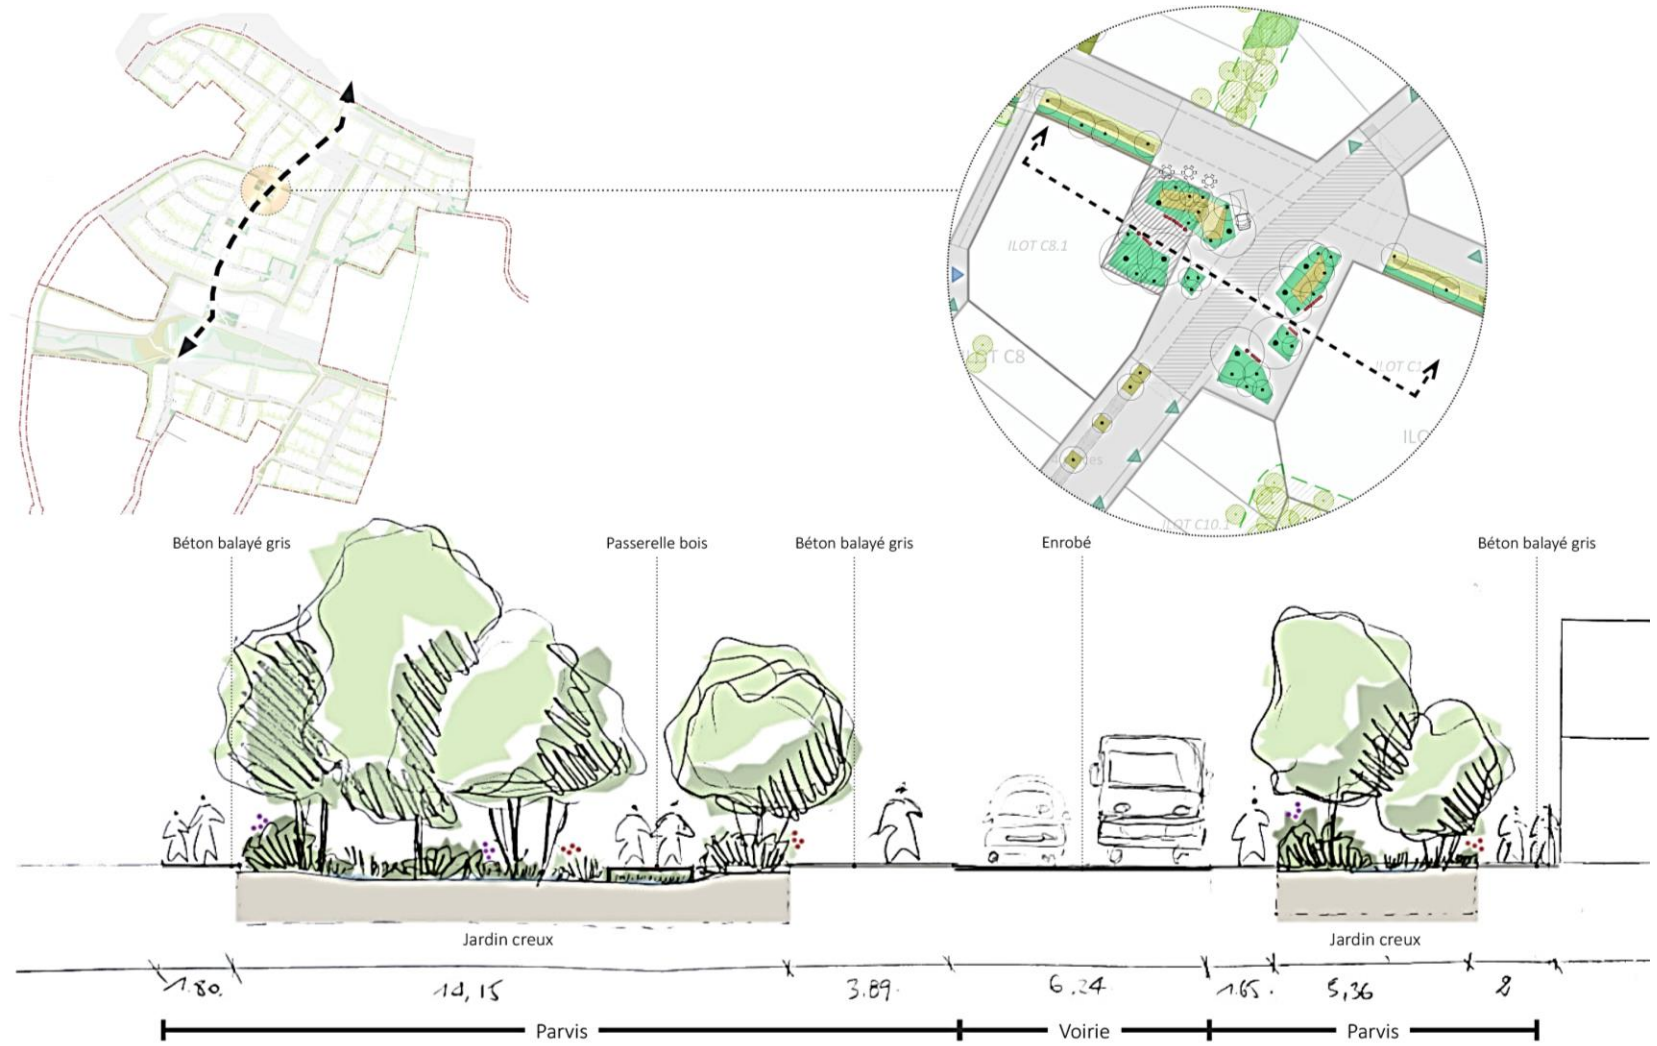 ILOT C8.1
ILOT C8
ILOT C1
ILO
ILOT C10.1
Béton balayé gris
Passerelle bois
Béton balayé gris
Enrobé
Béton balayé gris
Jardin creux
Jardin creux
1.80.
14,15
3.89.
6.24
1.65.
5,36
2
Parvis
Voirie
Parvis